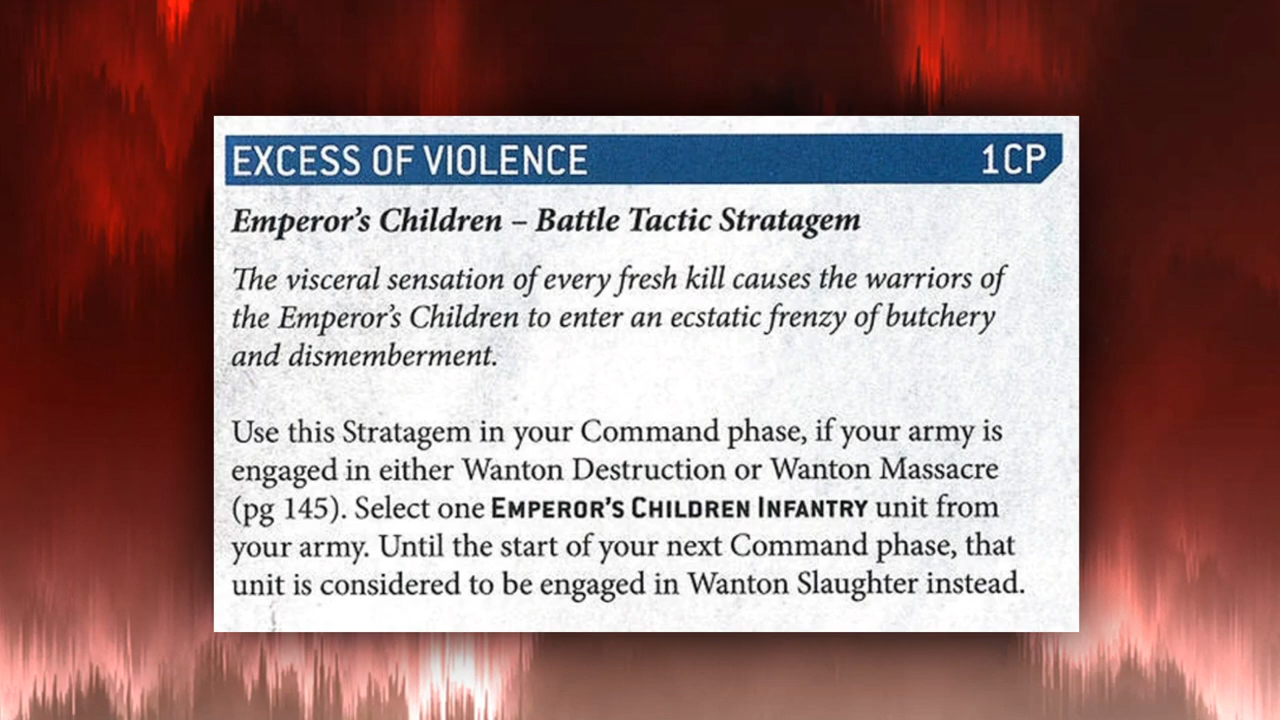 EXCESS OF VIOLENCE 1CP
Emperor's Children – Battle Tactic Stratagem
The visceral sensation of every fresh kill causes the warriors of
the Emperor's Children to enter an ecstatic frenzy of butchery
and dismemberment.
Use this Stratagem in your Command phase, if your army is
engaged in either Wanton Destruction or Wanton Massacre
(pg 145). Select one EMPEROR'S CHILDREN INFANTRY unit from
your army. Until the start of your next Command phase, that
unit is considered to be engaged in Wanton Slaughter instead.